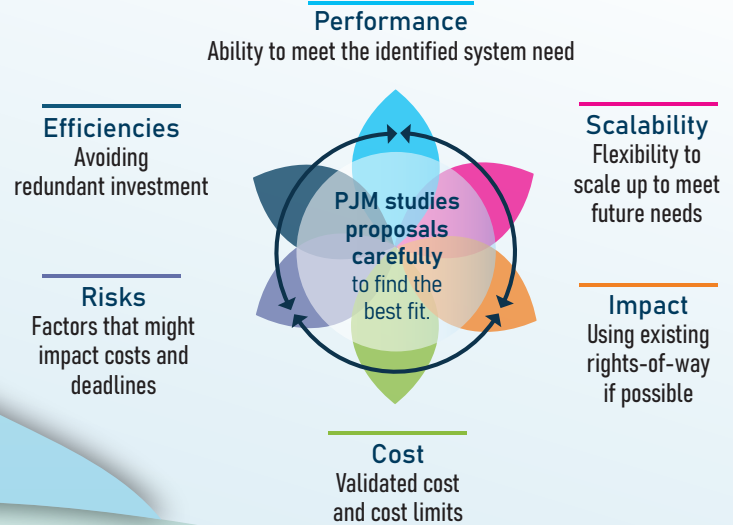 Performance
Ability to meet the identified system need
Efficiencies
Avoiding
redundant investment
Scalability
Flexibility to
scale up to meet
future needs
PJM studies
proposals
carefully
to find the
best fit.
Risks
Factors that might
impact costs and
deadlines
Impact
Using existing
rights-of-way
if possible
Cost
Validated cost
and cost limits